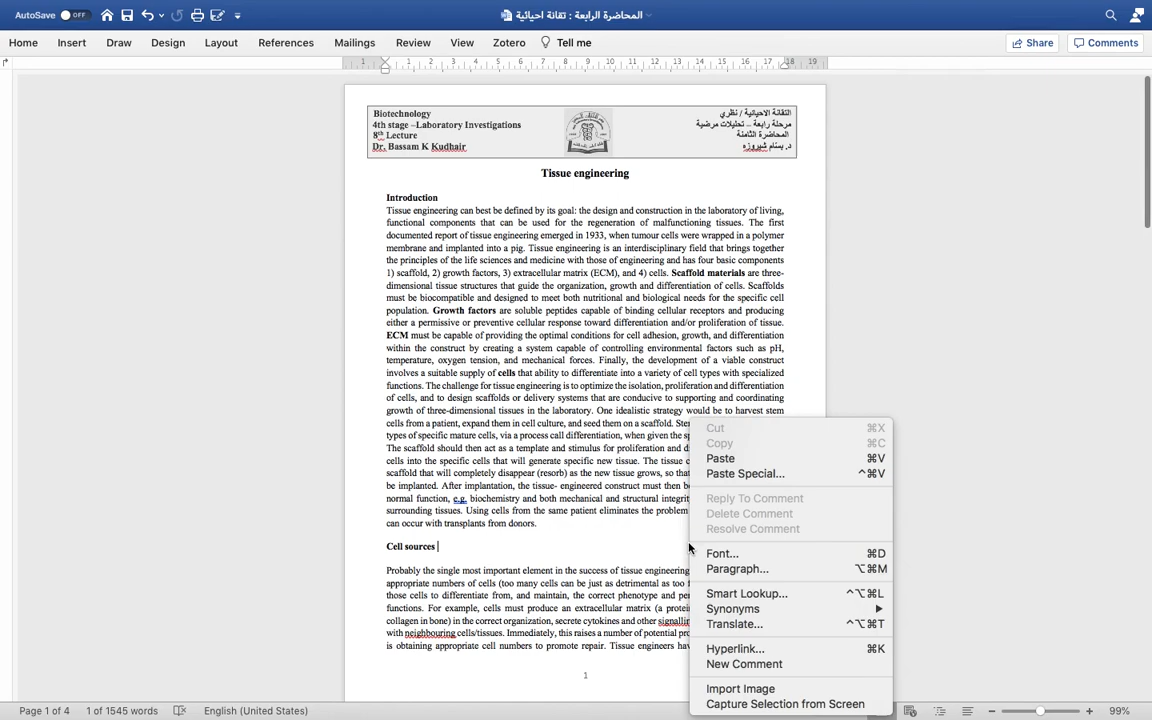 AutoSave OFF
المحاضرة الرابعة : تقانة احيائية
Home Insert Draw Design Layout References Mailings Review View Zotero Tell me Share Comments
1 1 2 3 4 5 6 7 8 9 10 11 12 13 14 15 16 17 18 19
Biotechnology
4th stage –Laboratory Investigations
8th Lecture
Dr. Bassam K Kudhair
التقانة الاحيائية / نظري
مرحلة رابعة – تحليلات مرضية
المحاضرة الثامنة
Tissue engineering
Introduction
Tissue engineering can best be defined by its goal: the design and construction in the laboratory of living,
functional components that can be used for the regeneration of malfunctioning tissues. The first
documented report of tissue engineering emerged in 1933, when tumour cells were wrapped in a polymer
membrane and implanted into a pig. Tissue engineering is an interdisciplinary field that brings together
the principles of the life sciences and medicine with those of engineering and has four basic components
1) scaffold, 2) growth factors, 3) extracellular matrix (ECM), and 4) cells. Scaffold materials are three-
dimensional tissue structures that guide the organization, growth and differentiation of cells. Scaffolds
must be biocompatible and designed to meet both nutritional and biological needs for the specific cell
population. Growth factors are soluble peptides capable of binding cellular receptors and producing
either a permissive or preventive cellular response toward differentiation and/or proliferation of tissue.
ECM must be capable of providing the optimal conditions for cell adhesion, growth, and differentiation
within the construct by creating a system capable of controlling environmental factors such as pH,
temperature, oxygen tension, and mechanical forces. Finally, the development of a viable construct
involves a suitable supply of cells that ability to differentiate into a variety of cell types with specialized
functions. The challenge for tissue engineering is to optimize the isolation, proliferation and differentiation
of cells, and to design scaffolds or delivery systems that are conducive to supporting and coordinating
growth of three-dimensional tissues in the laboratory. One idealistic strategy would be to harvest stem
cells from a patient, expand them in cell culture, and seed them on a scaffold.
types of specific mature cells, via a process call differentiation, when given the
The scaffold should then act as a template and stimulus for proliferation and
cells into the specific cells that will generate specific new tissue. The tissue
scaffold that will completely disappear (resorb) as the new tissue grows, so that
be implanted. After implantation, the tissue- engineered construct must then
normal function, e.g. biochemistry and both mechanical and structural
surrounding tissues. Using cells from the same patient eliminates the problem
can occur with transplants from donors.
Cell sources
Probably the single most important element in the success of tissue engineering
appropriate numbers of cells (too many cells can be just as detrimental as too
those cells to differentiate from, and maintain, the correct phenotype and
functions. For example, cells must produce an extracellular matrix (a
collagen in bone) in the correct organization, secrete cytokines and other
with neighbouring cells/tissues. Immediately, this raises a number of potential
is obtaining appropriate cell numbers to promote repair. Tissue engineers
1
Cut ⌘X
Copy ⌘C
Paste ⌘V
Paste Special... ^⌘V
Reply To Comment
Delete Comment
Resolve Comment
Font... ⌘D
Paragraph... ⌥⌘M
Smart Lookup... ^⌥⌘L
Synonyms
Translate... ^⌥⌘T
Hyperlink... ⌘K
New Comment
Import Image
Capture Selection from Screen
Page 1 of 4 1 of 1545 words English (United States) 99%